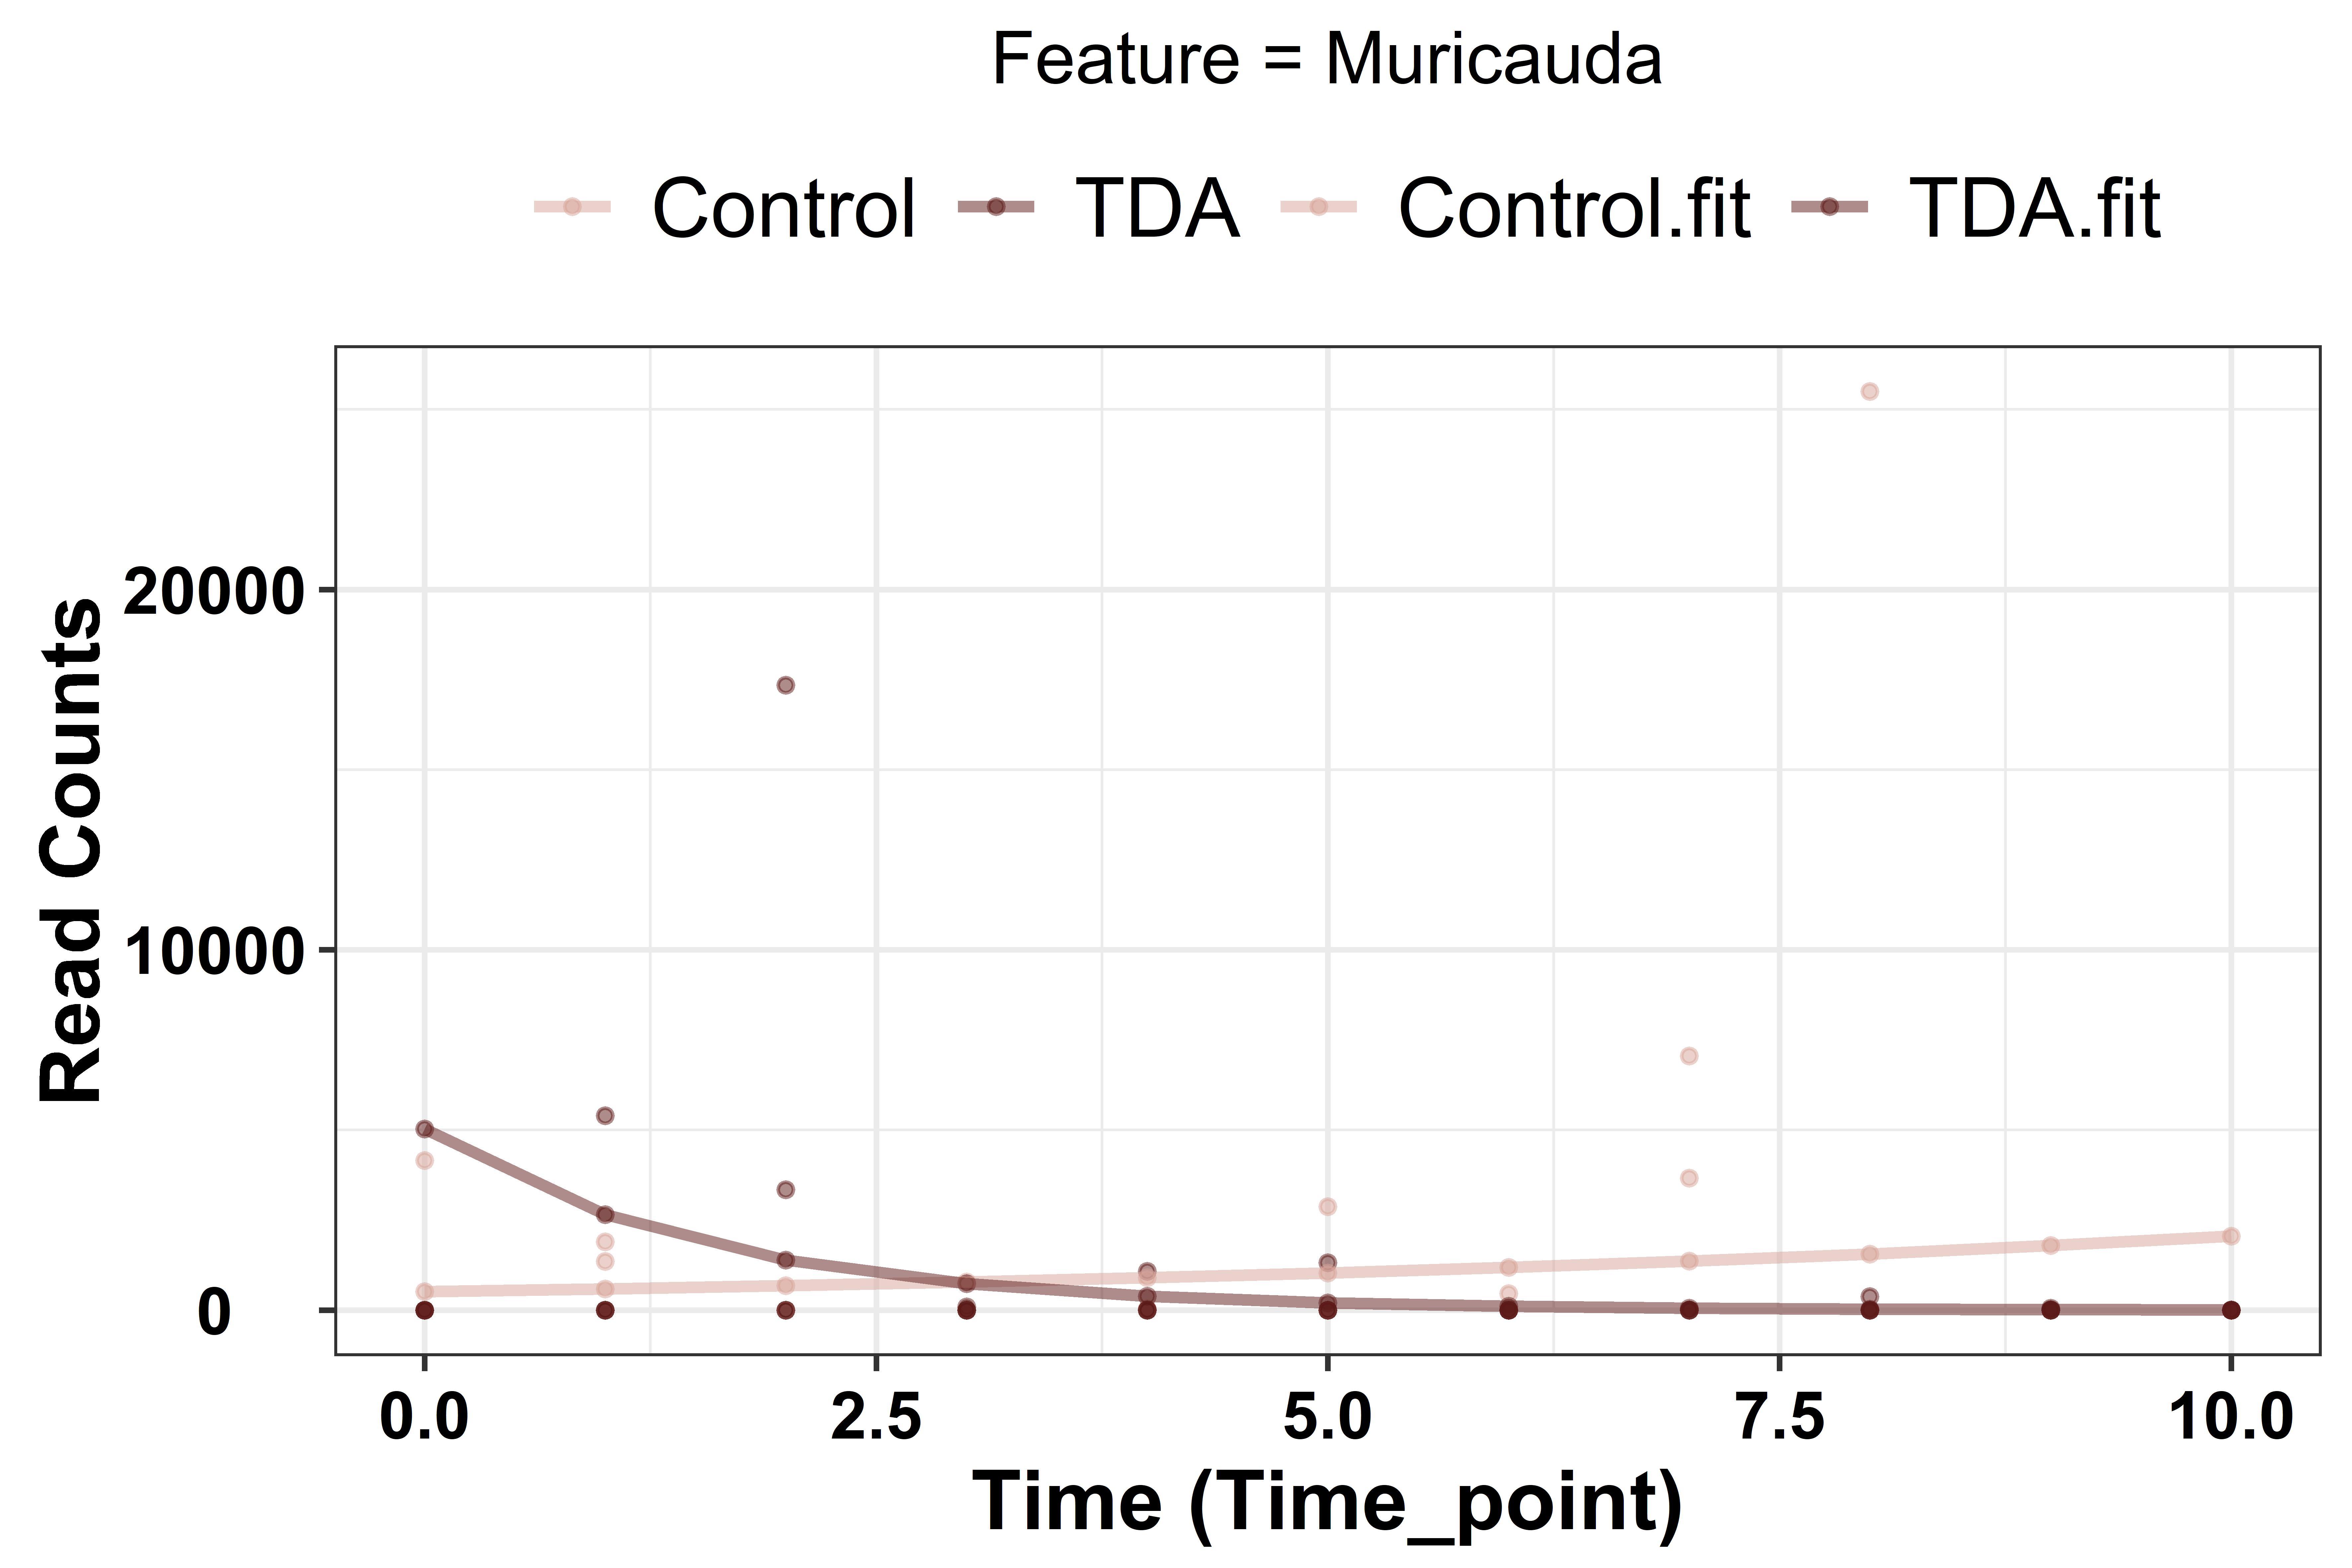 Feature = Muricauda
Control TDA Control.fit TDA.fit
Read Counts
20000
10000
0
0.0 2.5 5.0 7.5 10.0
Time (Time_point)